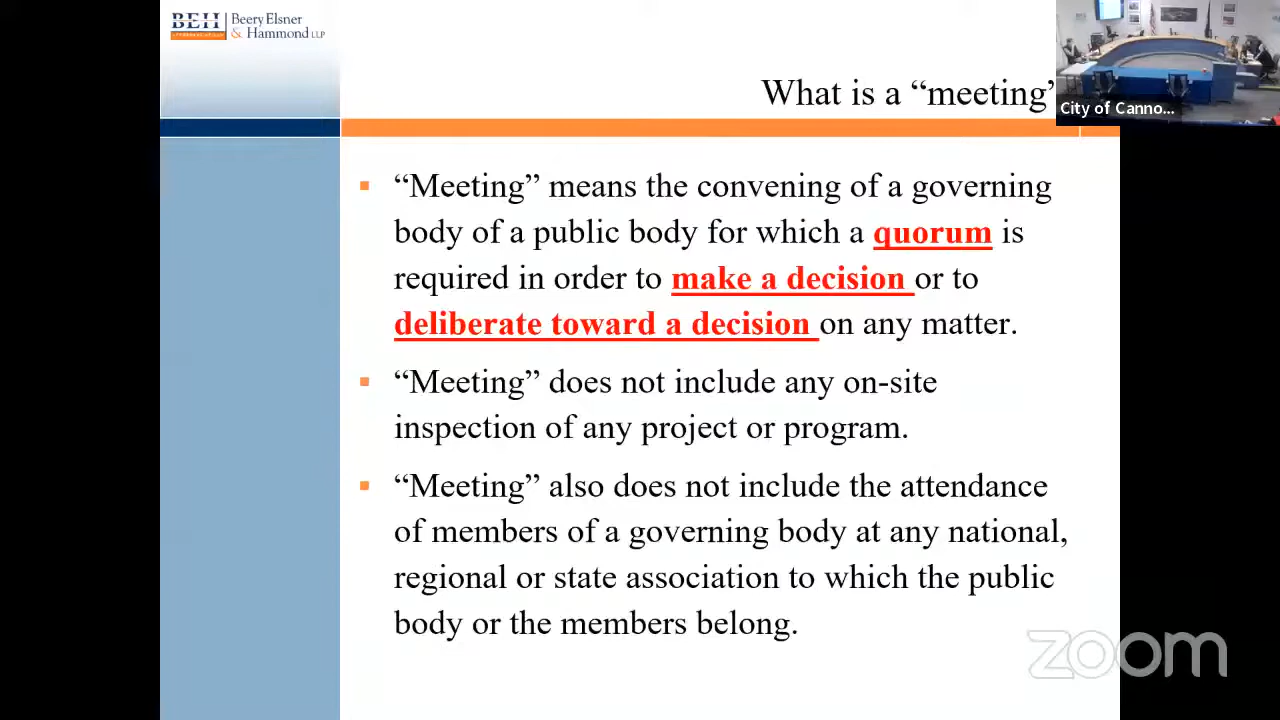 BEH
Beery Elsner
& Hammond LLP
What is a “meeting”
City of Canno...
“Meeting” means the convening of a governing
body of a public body for which a quorum is
required in order to make a decision or to
deliberate toward a decision on any matter.
“Meeting” does not include any on-site
inspection of any project or program.
“Meeting” also does not include the attendance
of members of a governing body at any national,
regional or state association to which the public
body or the members belong.
zoom